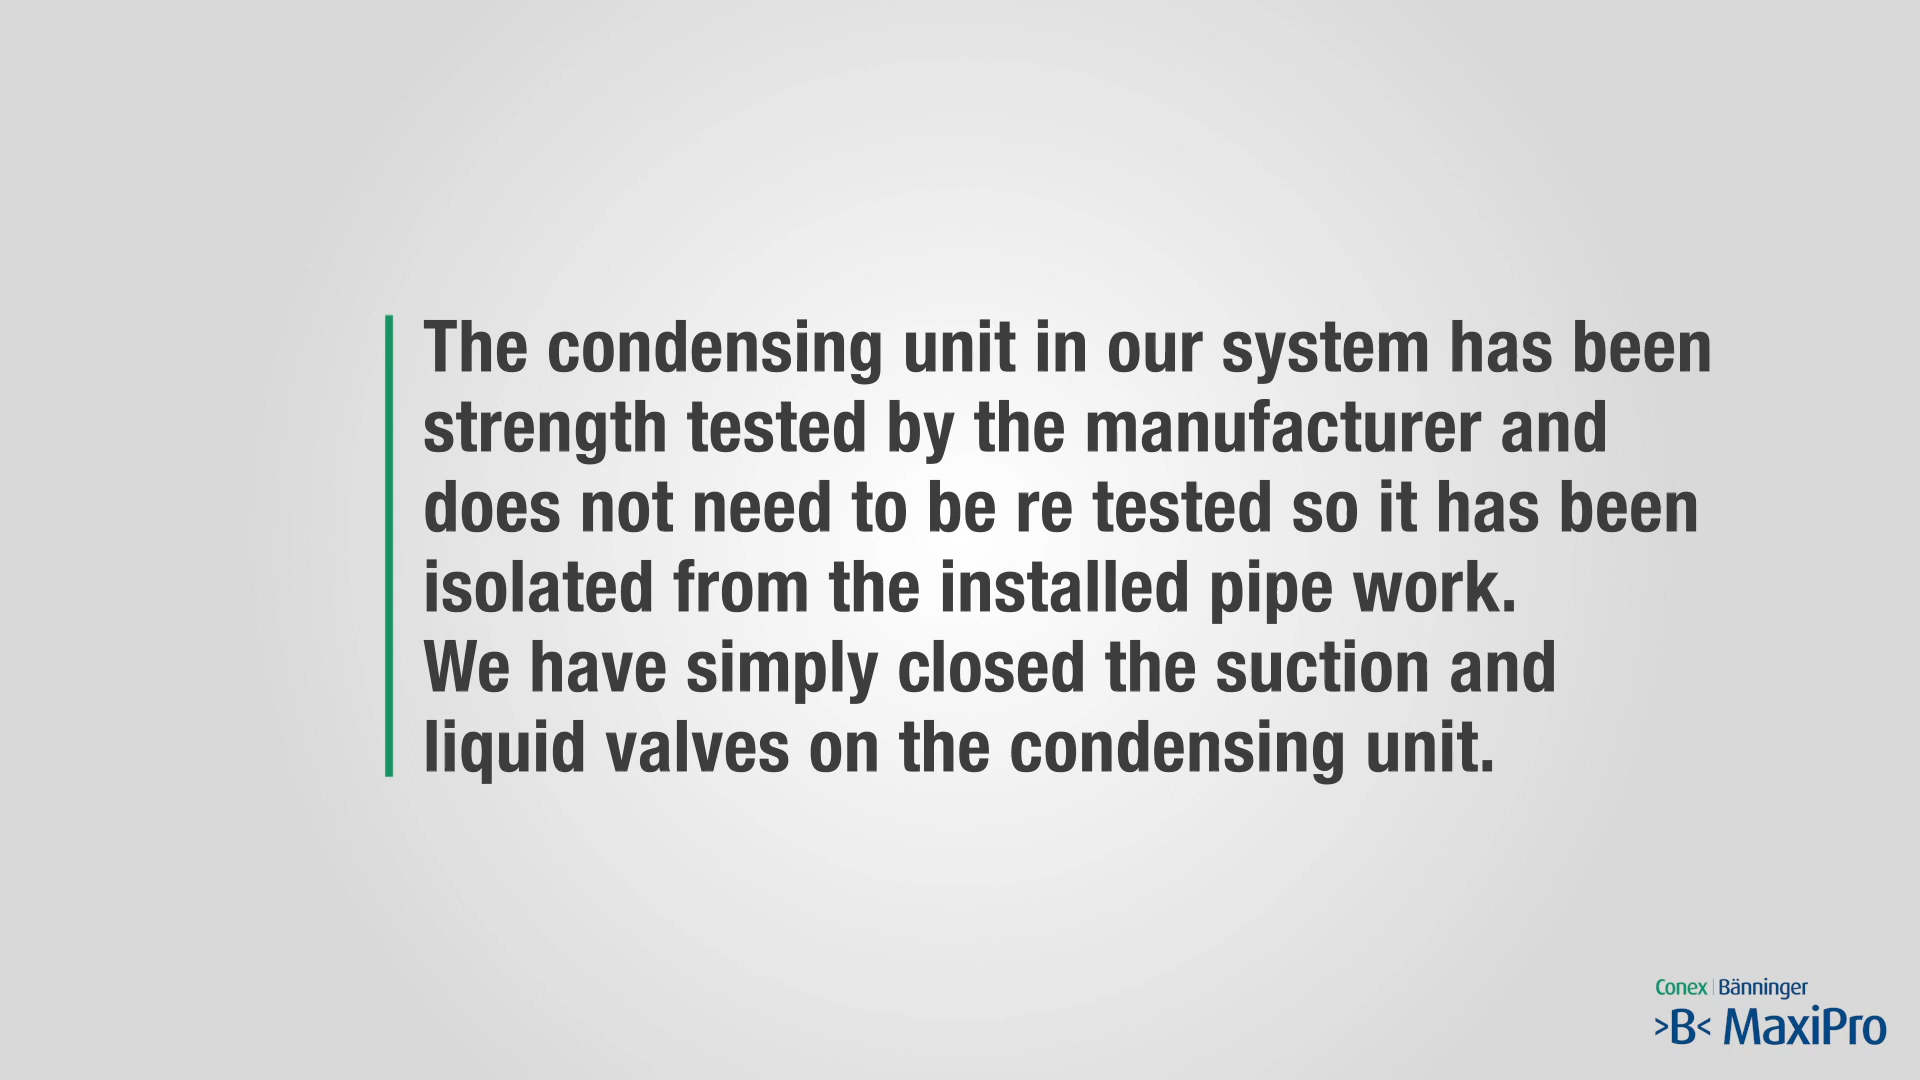 The condensing unit in our system has been
strength tested by the manufacturer and
does not need to be re tested so it has been
isolated from the installed pipe work.
We have simply closed the suction and
liquid valves on the condensing unit.
Conex | Bänninger
>B< MaxiPro